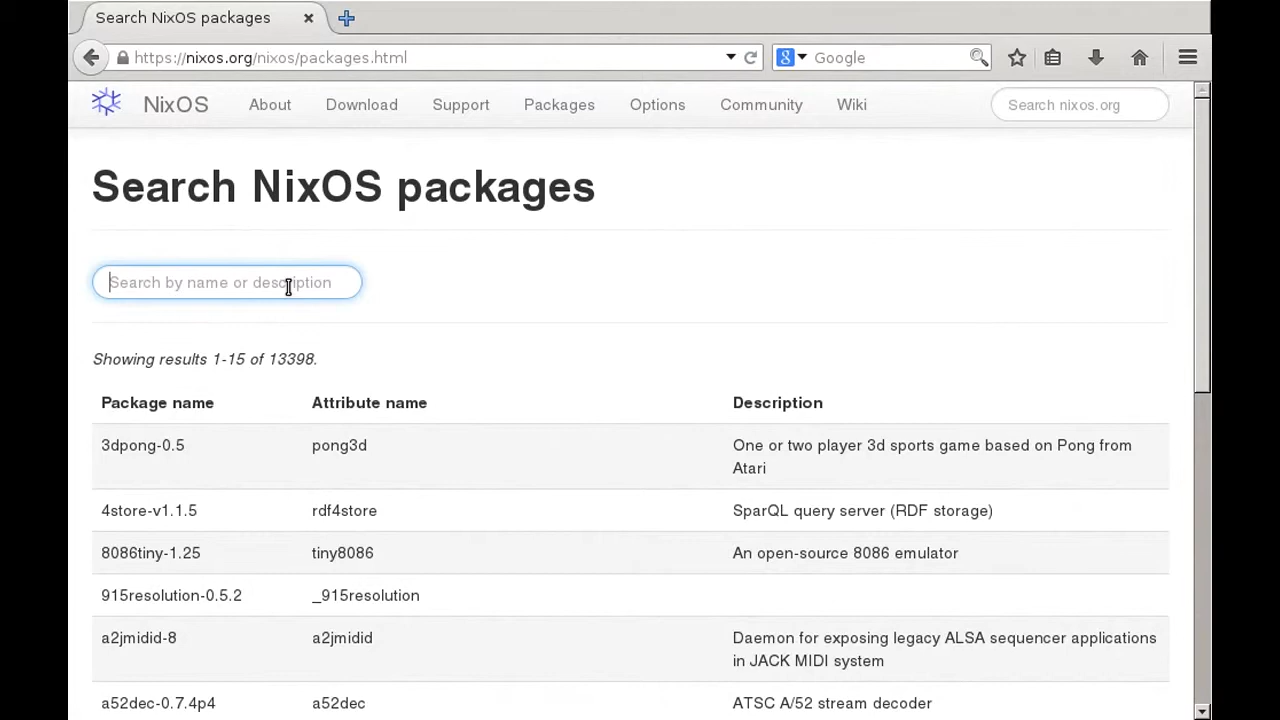 Search NixOS packages
https://nixos.org/nixos/packages.html
Google
NixOS About Download Support Packages Options Community Wiki Search nixos.org
Search NixOS packages
Search by name or description
Showing results 1-15 of 13398.
Package name Attribute name Description
3dpong-0.5 pong3d One or two player 3d sports game based on Pong from
Atari
4store-v1.1.5 rdf4store SparQL query server (RDF storage)
8086tiny-1.25 tiny8086 An open-source 8086 emulator
915resolution-0.5.2 _915resolution
a2jmidid-8 a2jmidid Daemon for exposing legacy ALSA sequencer applications
in JACK MIDI system
a52dec-0.7.4p4 a52dec ATSC A/52 stream decoder